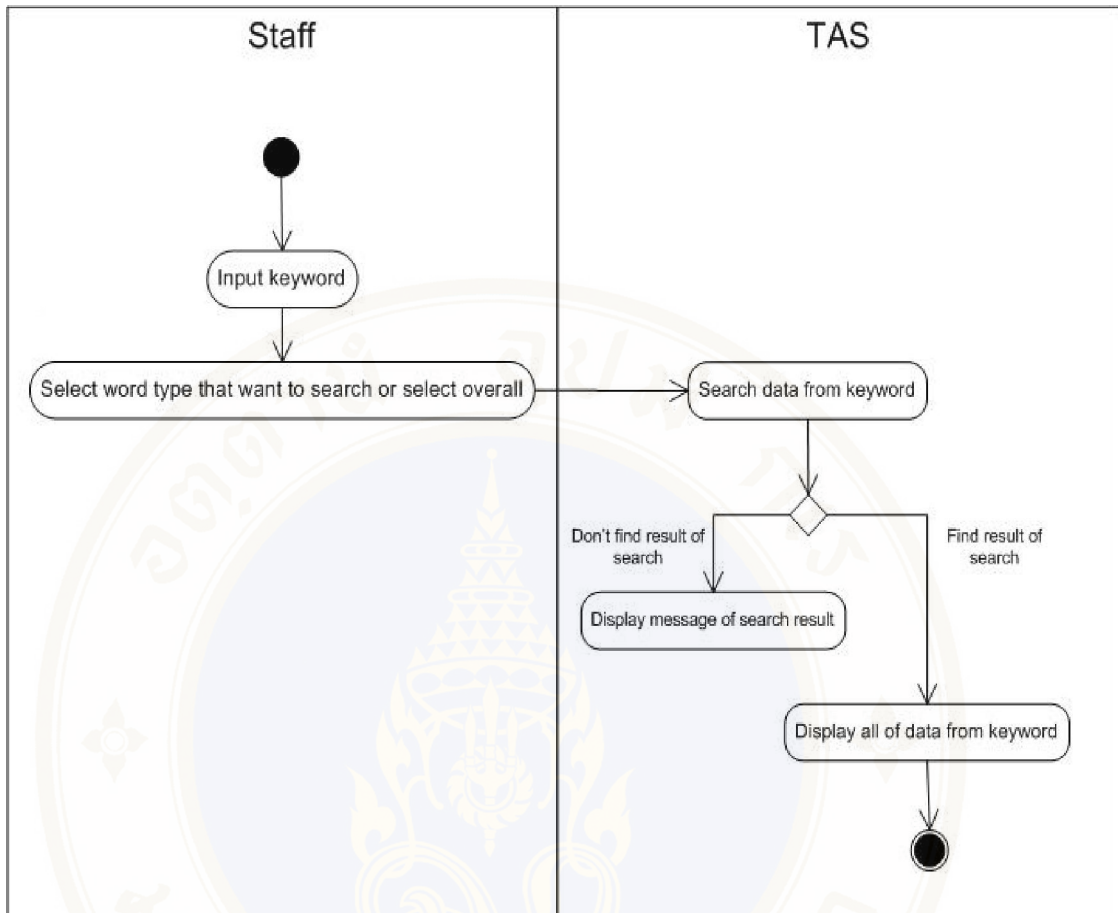 Staff
TAS
Input keyword
Select word type that want to search or select overall
Search data from keyword
Don't find result of
search
Find result of
search
Display message of search result
Display all of data from keyword